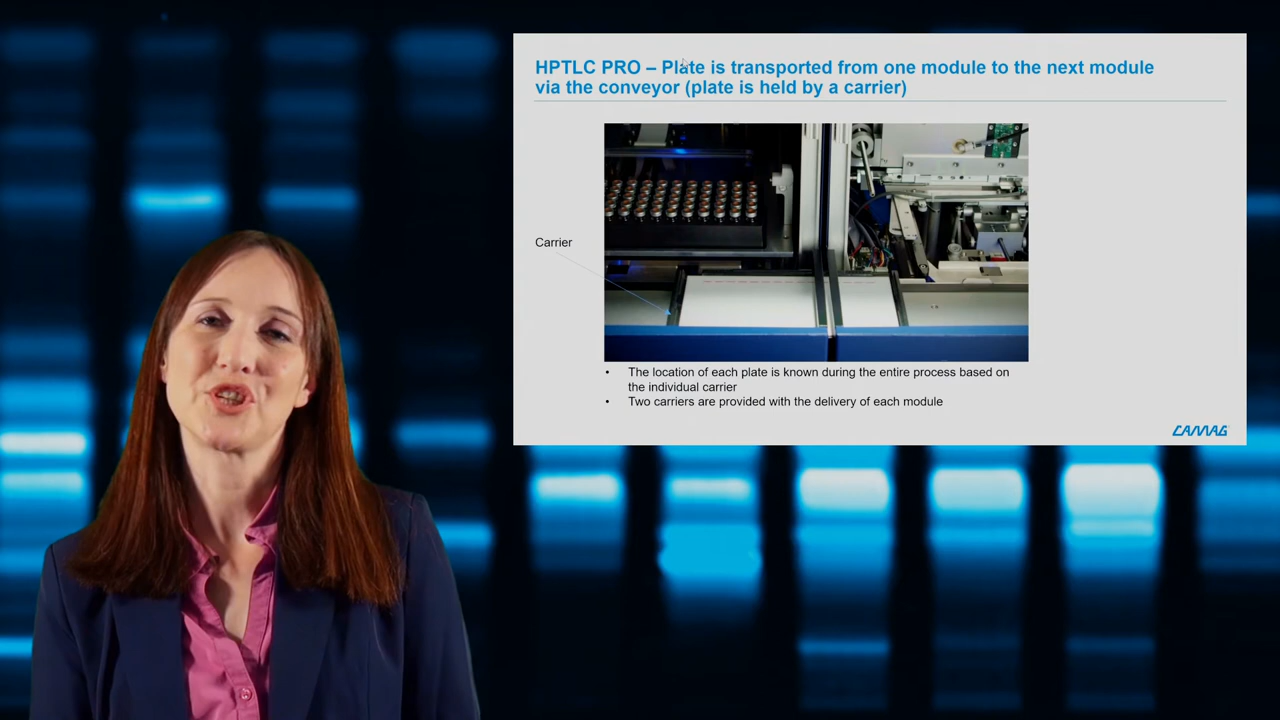 HPTLC PRO – Plate is transported from one module to the next module
via the conveyor (plate is held by a carrier)
Carrier
• The location of each plate is known during the entire process based on
the individual carrier
• Two carriers are provided with the delivery of each module
CAMAG